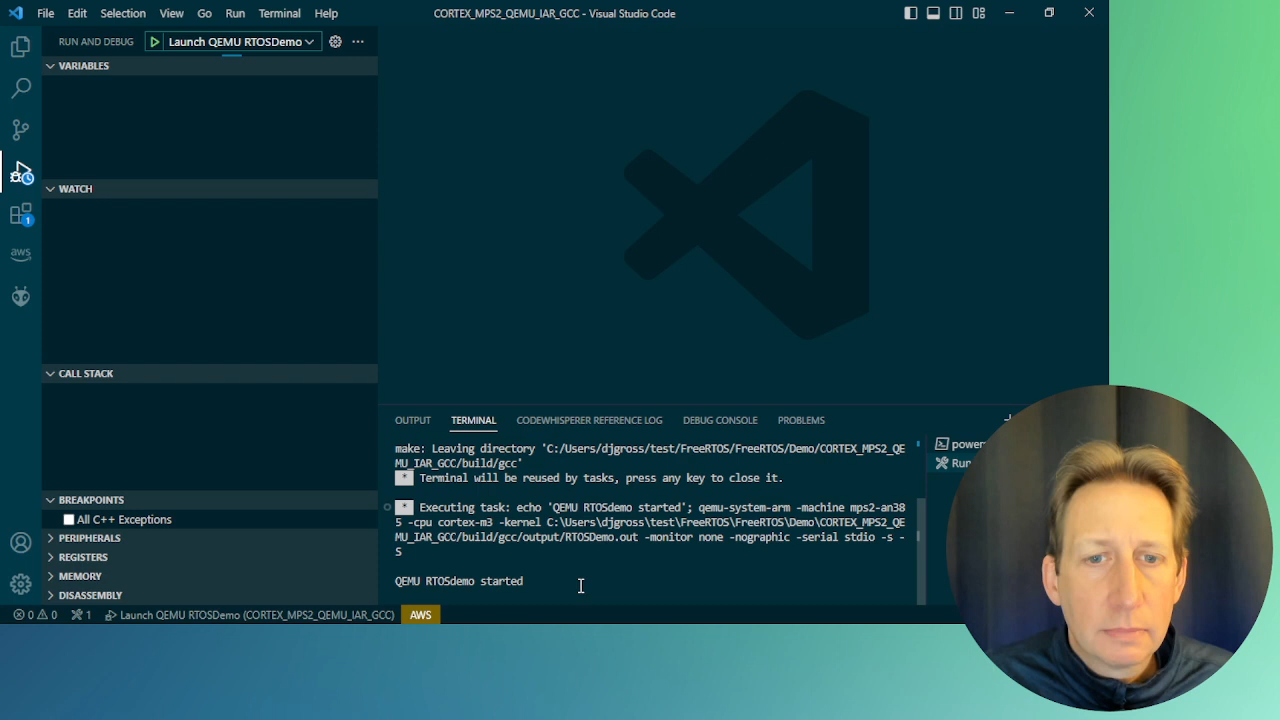 File Edit Selection View Go Run Terminal Help
CORTEX_MPS2_QEMU_IAR_GCC - Visual Studio Code
RUN AND DEBUG
Launch QEMU RTOSDemo
VARIABLES
WATCH
CALL STACK
BREAKPOINTS
All C++ Exceptions
PERIPHERALS
REGISTERS
MEMORY
DISASSEMBLY
1
aws
OUTPUT TERMINAL CODEWHISPERER REFERENCE LOG DEBUG CONSOLE PROBLEMS
make: Leaving directory 'C:/Users/djgross/test/FreeRTOS/FreeRTOS/Demo/CORTEX_MPS2_QE
MU_IAR_GCC/build/gcc'
* Terminal will be reused by tasks, press any key to close it.
* Executing task: echo 'QEMU RTOSdemo started'; qemu-system-arm -machine mps2-an38
5 -cpu cortex-m3 -kernel C:\Users\djgross\test\FreeRTOS\FreeRTOS\Demo\CORTEX_MPS2_QE
MU_IAR_GCC/build/gcc/output/RTOSDemo.out -monitor none -nographic -serial stdio -s -
S
QEMU RTOSdemo started
0 0 1 Launch QEMU RTOSDemo (CORTEX_MPS2_QEMU_IAR_GCC) AWS